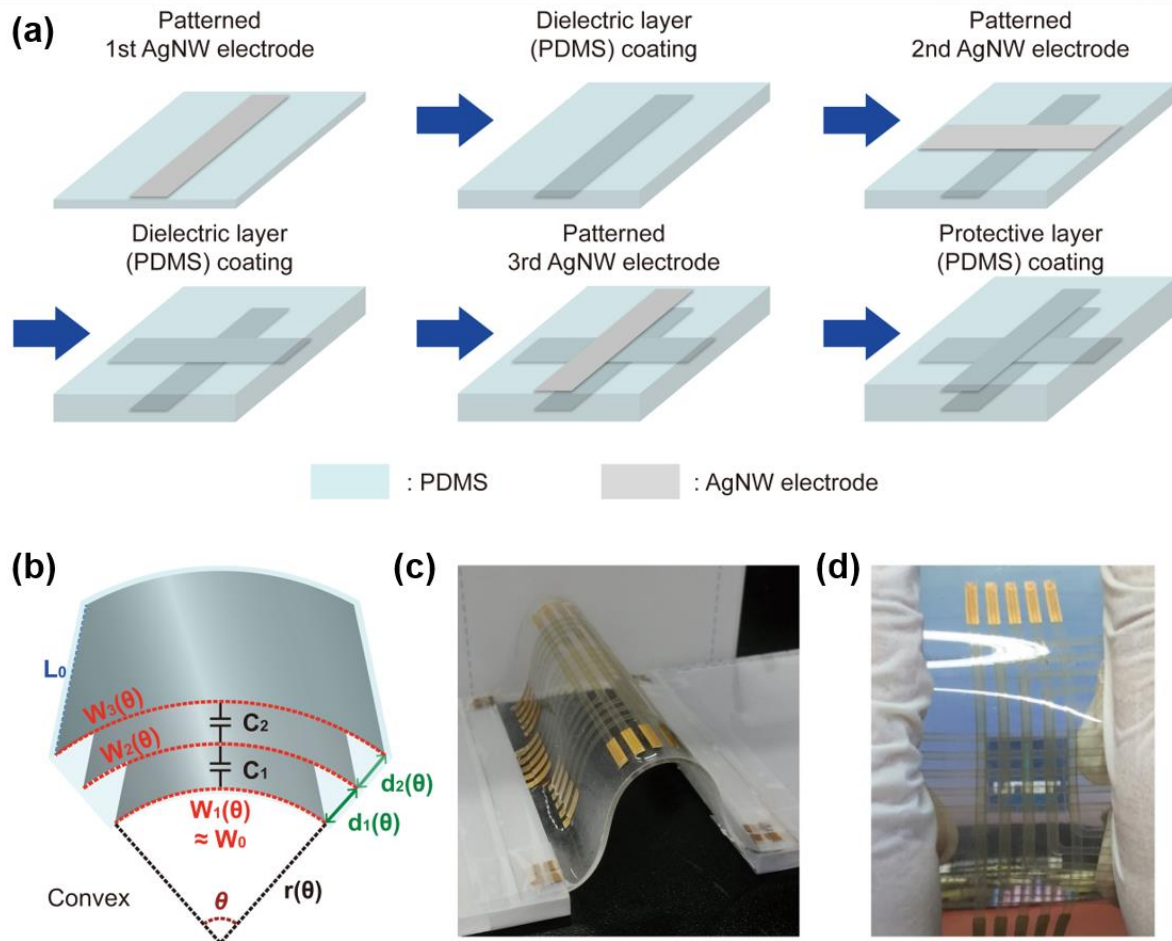 (a)
Patterned
1st AgNW electrode
Dielectric layer
(PDMS) coating
Patterned
2nd AgNW electrode
Dielectric layer
(PDMS) coating
Patterned
3rd AgNW electrode
Protective layer
(PDMS) coating
: PDMS
: AgNW electrode
(b)
L₀
W₃(θ)
W₂(θ)
C₂
C₁
W₁(θ)
≈ W₀
d₂(θ)
d₁(θ)
r(θ)
θ
Convex
(c)
(d)